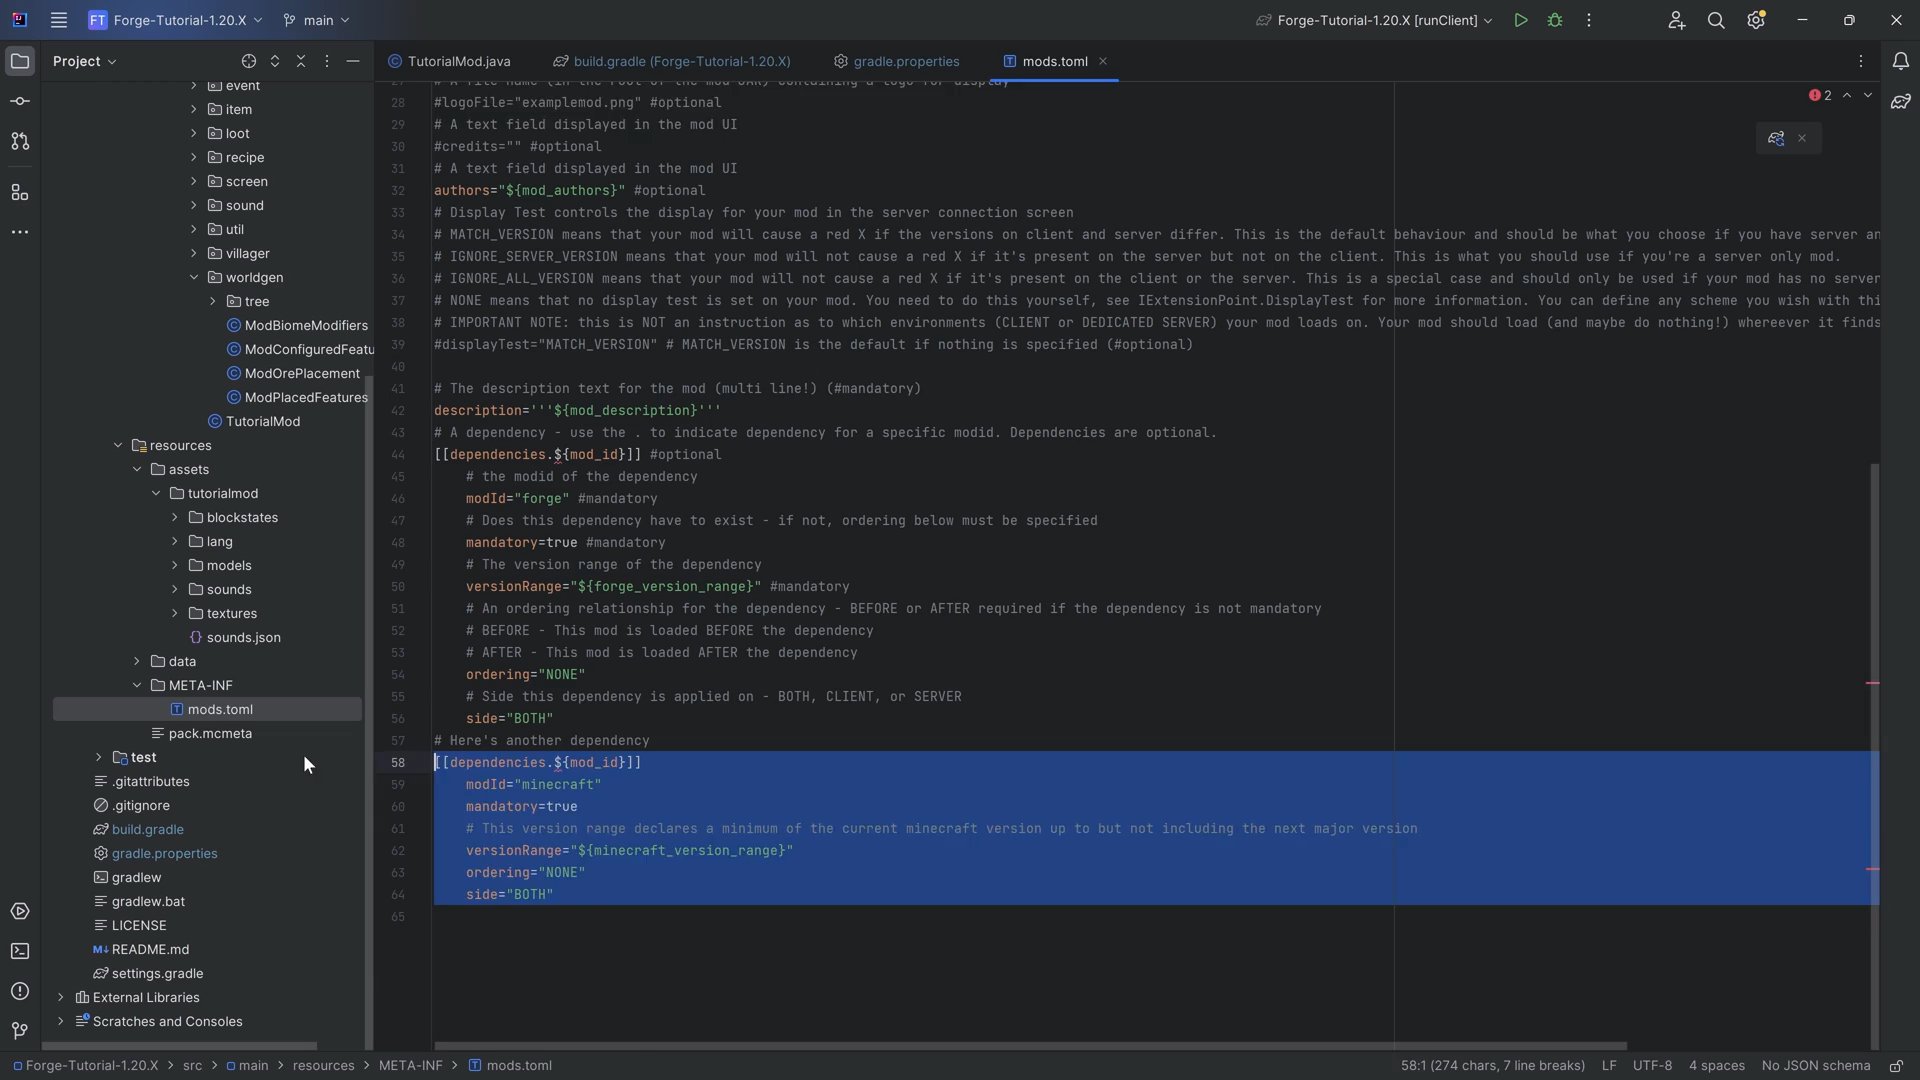 FT Forge-Tutorial-1.20.X main
Forge-Tutorial-1.20.X [runClient]
Project
TutorialMod.java
build.gradle (Forge-Tutorial-1.20.X)
gradle.properties
mods.toml
event
item
loot
recipe
screen
sound
util
villager
worldgen
tree
ModBiomeModifiers
ModConfiguredFeatu
ModOrePlacement
ModPlacedFeatures
TutorialMod
resources
assets
tutorialmod
blockstates
lang
models
sounds
textures
sounds.json
data
META-INF
mods.toml
pack.mcmeta
test
.gitattributes
.gitignore
build.gradle
gradle.properties
gradlew
gradlew.bat
LICENSE
README.md
settings.gradle
External Libraries
Scratches and Consoles
2
28 #logoFile="examplemod.png" #optional
29 # A text field displayed in the mod UI
30 #credits="" #optional
31 # A text field displayed in the mod UI
32 authors="${mod_authors}" #optional
33 # Display Test controls the display for your mod in the server connection screen
34 # MATCH_VERSION means that your mod will cause a red X if the versions on client and server differ. This is the default behaviour and should be what you choose if you have server an
35 # IGNORE_SERVER_VERSION means that your mod will not cause a red X if it's present on the server but not on the client. This is what you should use if you're a server only mod.
36 # IGNORE_ALL_VERSION means that your mod will not cause a red X if it's present on the client or the server. This is a special case and should only be used if your mod has no server
37 # NONE means that no display test is set on your mod. You need to do this yourself, see IExtensionPoint.DisplayTest for more information. You can define any scheme you wish with thi
38 # IMPORTANT NOTE: this is NOT an instruction as to which environments (CLIENT or DEDICATED SERVER) your mod loads on. Your mod should load (and maybe do nothing!) whereever it finds
39 #displayTest="MATCH_VERSION" # MATCH_VERSION is the default if nothing is specified (#optional)
40
41 # The description text for the mod (multi line!) (#mandatory)
42 description='''${mod_description}'''
43 # A dependency - use the . to indicate dependency for a specific modid. Dependencies are optional.
44 [[dependencies.${mod_id}]] #optional
45 # the modid of the dependency
46 modId="forge" #mandatory
47 # Does this dependency have to exist - if not, ordering below must be specified
48 mandatory=true #mandatory
49 # The version range of the dependency
50 versionRange="${forge_version_range}" #mandatory
51 # An ordering relationship for the dependency - BEFORE or AFTER required if the dependency is not mandatory
52 # BEFORE - This mod is loaded BEFORE the dependency
53 # AFTER - This mod is loaded AFTER the dependency
54 ordering="NONE"
55 # Side this dependency is applied on - BOTH, CLIENT, or SERVER
56 side="BOTH"
57 # Here's another dependency
58 [[dependencies.${mod_id}]]
59 modId="minecraft"
60 mandatory=true
61 # This version range declares a minimum of the current minecraft version up to but not including the next major version
62 versionRange="${minecraft_version_range}"
63 ordering="NONE"
64 side="BOTH"
65
Forge-Tutorial-1.20.X > src > main > resources > META-INF > mods.toml
58:1 (274 chars, 7 line breaks) LF UTF-8 4 spaces No JSON schema